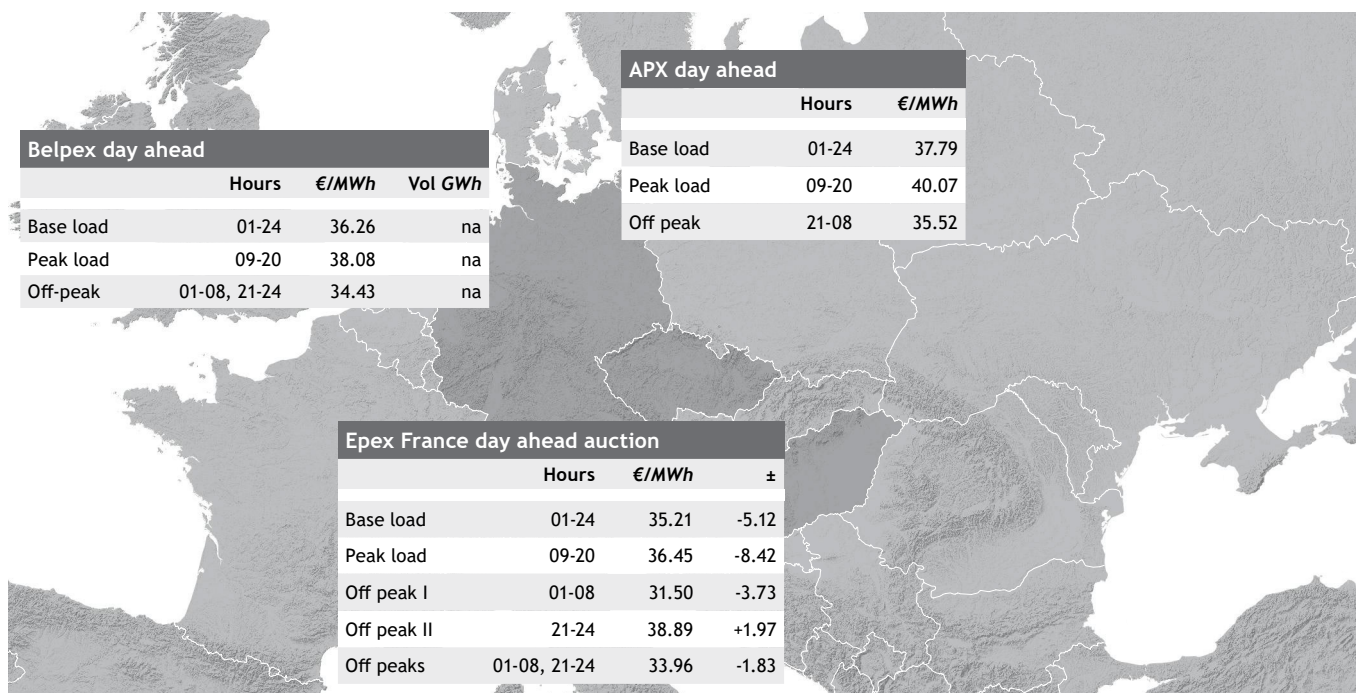 APX day ahead
Hours €/MWh
Base load 01-24 37.79
Peak load 09-20 40.07
Off peak 21-08 35.52
Belpex day ahead
Hours €/MWh Vol GWh
Base load 01-24 36.26 na
Peak load 09-20 38.08 na
Off-peak 01-08, 21-24 34.43 na
Epex France day ahead auction
Hours €/MWh ±
Base load 01-24 35.21 -5.12
Peak load 09-20 36.45 -8.42
Off peak I 01-08 31.50 -3.73
Off peak II 21-24 38.89 +1.97
Off peaks 01-08, 21-24 33.96 -1.83